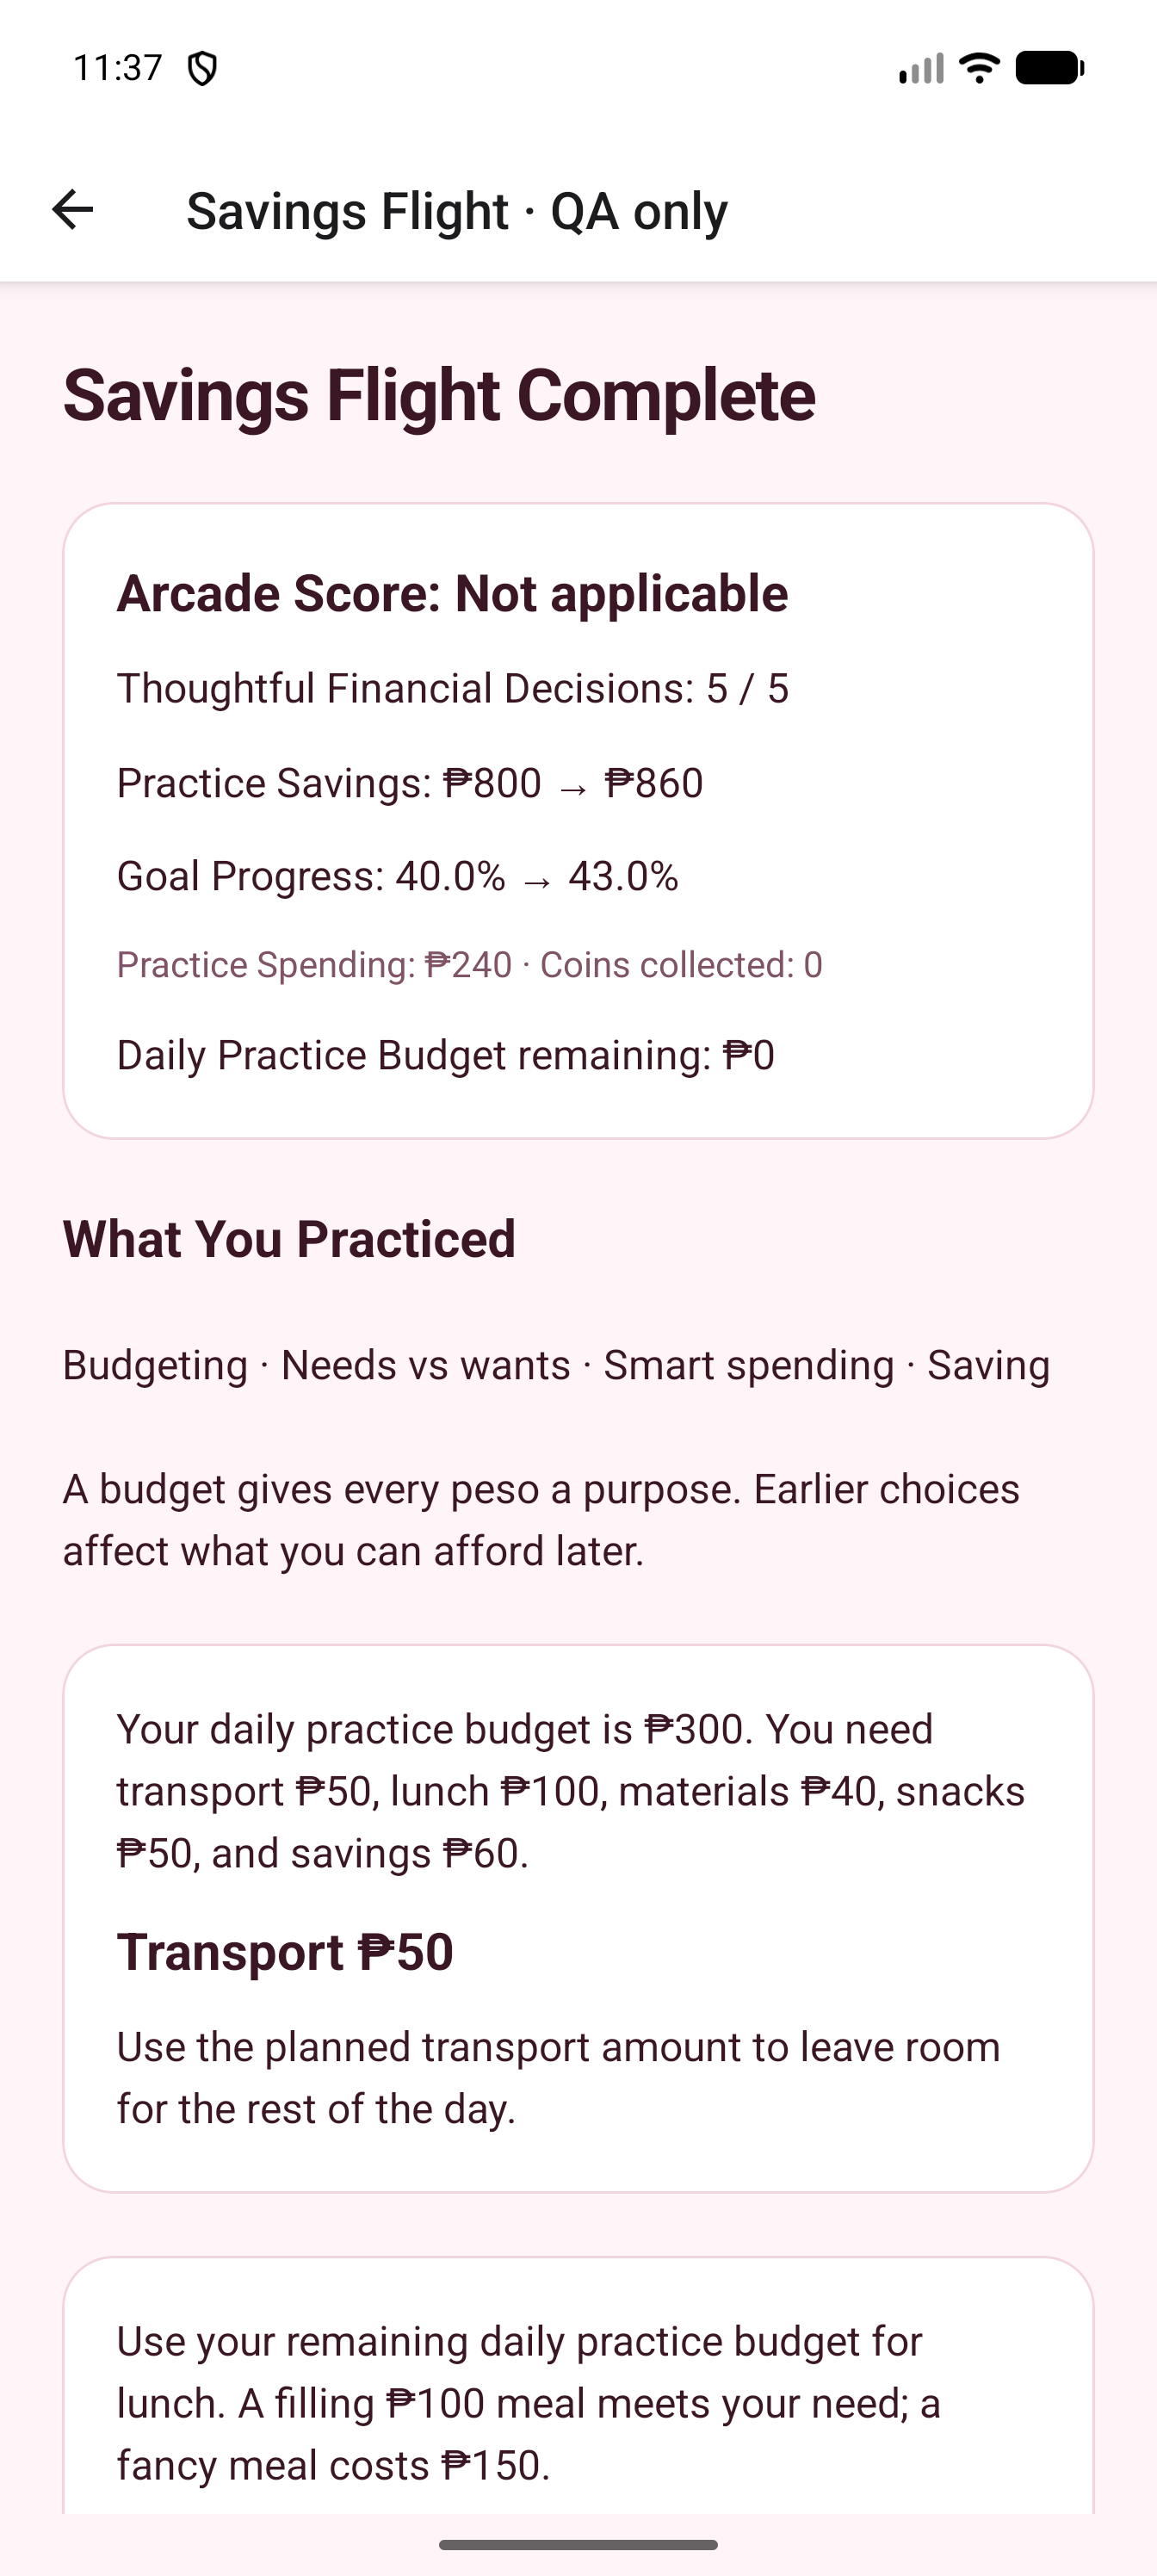 11:37
Savings Flight · QA only
Savings Flight Complete
Arcade Score: Not applicable
Thoughtful Financial Decisions: 5 / 5
Practice Savings: ₱800 → ₱860
Goal Progress: 40.0% → 43.0%
Practice Spending: ₱240 · Coins collected: 0
Daily Practice Budget remaining: ₱0
What You Practiced
Budgeting · Needs vs wants · Smart spending · Saving
A budget gives every peso a purpose. Earlier choices
affect what you can afford later.
Your daily practice budget is ₱300. You need
transport ₱50, lunch ₱100, materials ₱40, snacks
₱50, and savings ₱60.
Transport ₱50
Use the planned transport amount to leave room
for the rest of the day.
Use your remaining daily practice budget for
lunch. A filling ₱100 meal meets your need; a
fancy meal costs ₱150.